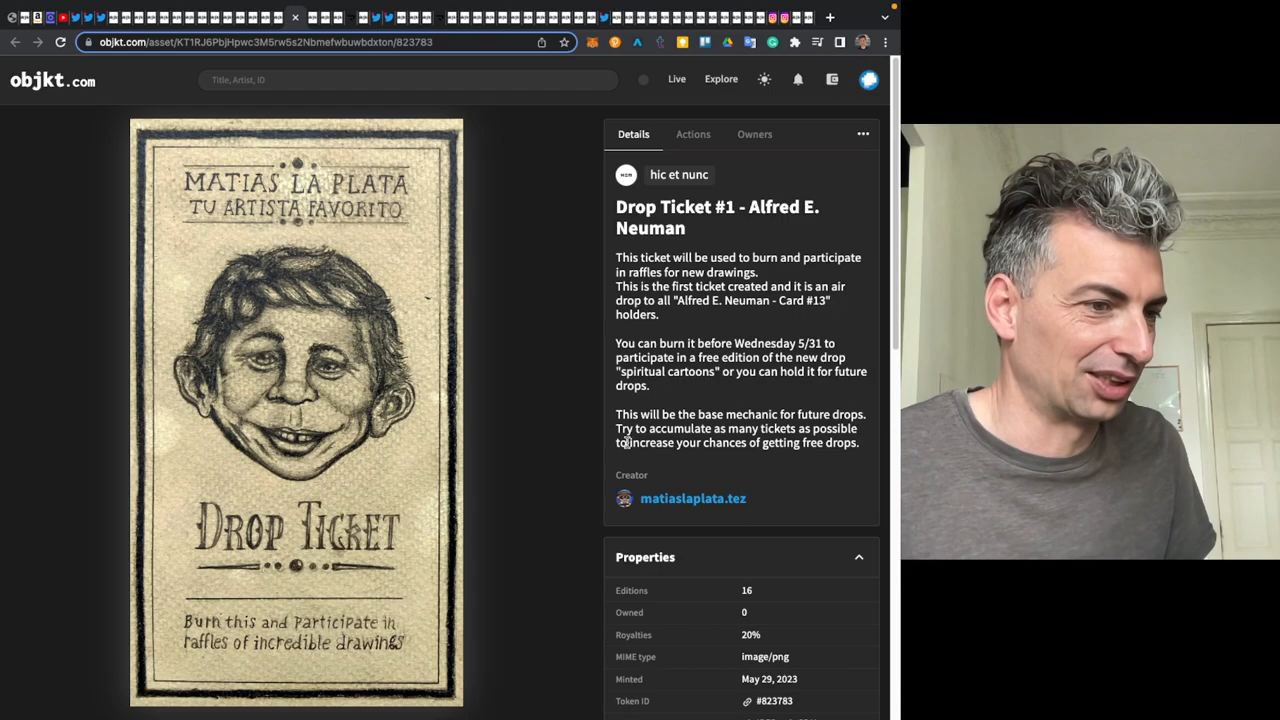 objkt.com/asset/KT1RJ6PbjHpwc3M5rw5s2Nbmefwbuwbdxton/823783
objkt.com
Title, Artist, ID
Live
Explore
MATIAS LA PLATA
TU ARTISTA FAVORITO
DROP TICKET
Burn this and Participate in
raffles of incredible drawings
Details
Actions
Owners
hic et nunc
Drop Ticket #1 - Alfred E.
Neuman
This ticket will be used to burn and participate
in raffles for new drawings.
This is the first ticket created and it is an air
drop to all "Alfred E. Neuman - Card #13"
holders.
You can burn it before Wednesday 5/31 to
participate in a free edition of the new drop
"spiritual cartoons" or you can hold it for future
drops.
This will be the base mechanic for future drops.
Try to accumulate as many tickets as possible
to increase your chances of getting free drops.
Creator
matiaslaplata.tez
Properties
Editions 16
Owned 0
Royalties 20%
MIME type image/png
Minted May 29, 2023
Token ID #823783